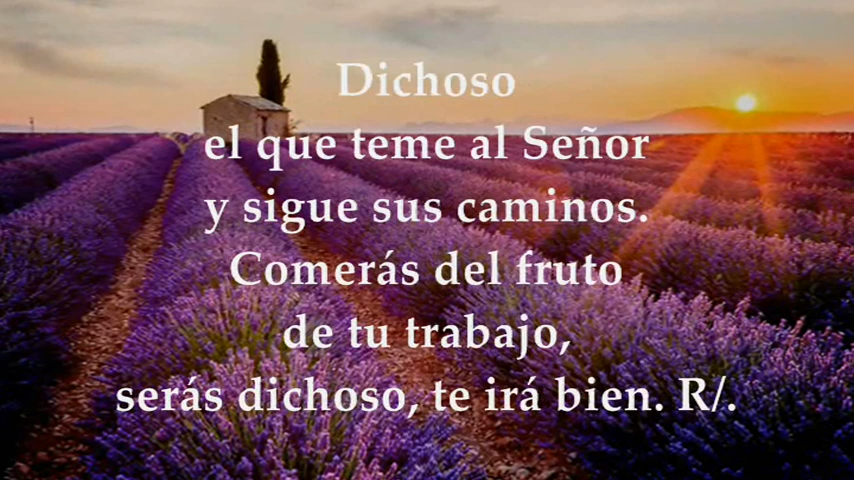 Dichoso
el que teme al Señor
y sigue sus caminos.
Comerás del fruto
de tu trabajo,
serás dichoso, te irá bien. R/.